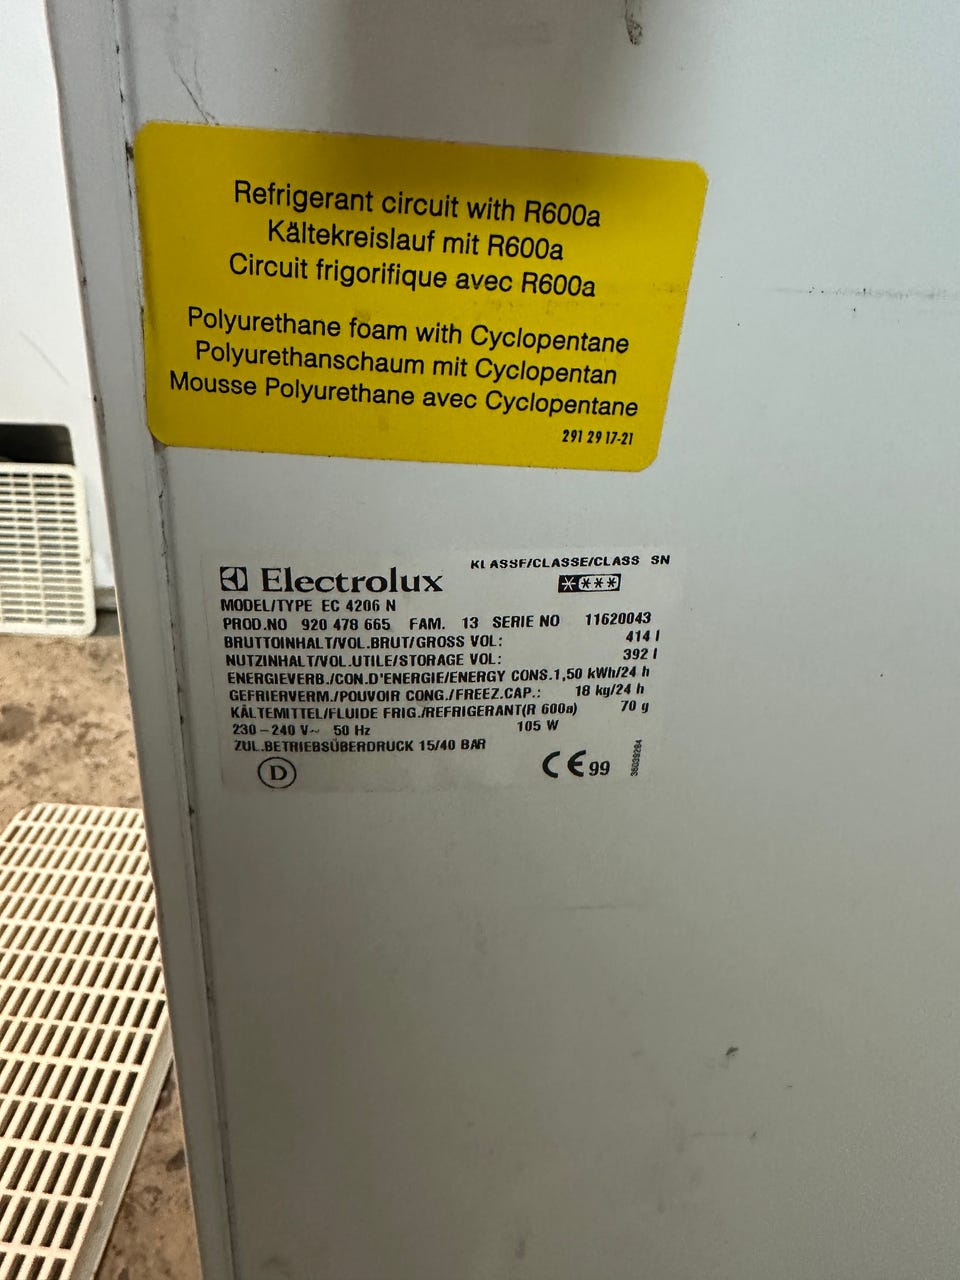 Refrigerant circuit with R600a
Kältekreislauf mit R600a
Circuit frigorifique avec R600a
Polyurethane foam with Cyclopentane
Polyurethanschaum mit Cyclopentan
Mousse Polyurethane avec Cyclopentane
291 29 17-21
KLASSE/CLASSE/CLASS SN
Electrolux
MODEL/TYPE EC 4206 N
PROD.NO 920 478 665 FAM. 13 SERIE NO 11620043
BRUTTOINHALT/VOL.BRUT/GROSS VOL: 414 l
NUTZINHALT/VOL.UTILE/STORAGE VOL: 392 l
ENERGIEVERB./CON.D'ENERGIE/ENERGY CONS.1,50 kWh/24 h
GEFRIERVERM./POUVOIR CONG./FREEZ.CAP.: 18 kg/24 h
KÄLTEMITTEL/FLUIDE FRIG./REFRIGERANT(R 600a) 70 g
230-240 V~ 50 Hz 105 W
ZUL.BETRIEBSÜBERDRUCK 15/40 BAR
D
CE 99
36039284